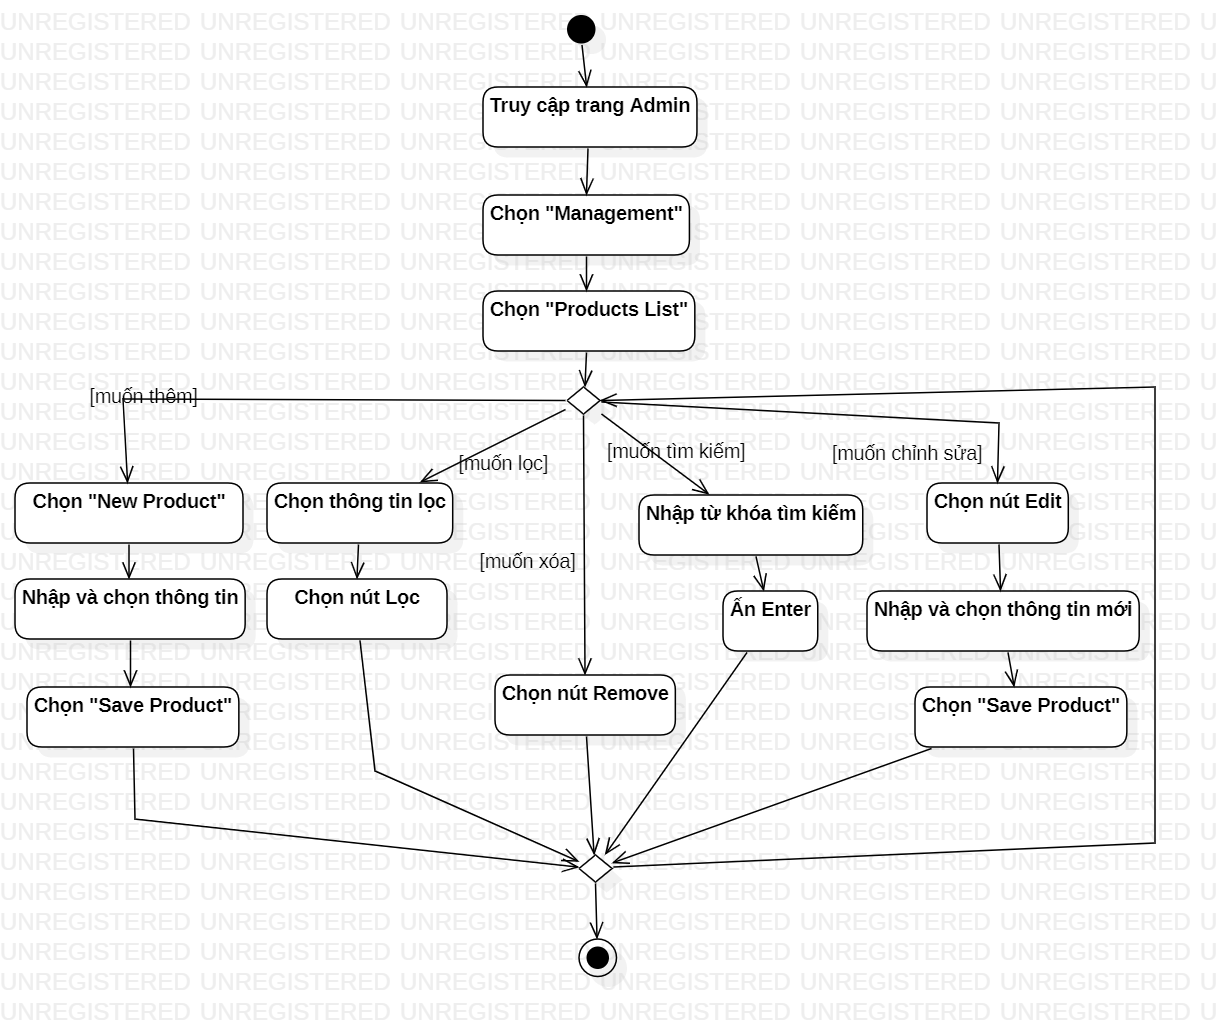 Truy cập trang Admin
Chọn "Management"
Chọn "Products List"
[muốn thêm]
[muốn lọc]
[muốn tìm kiếm]
[muốn chỉnh sửa]
Chọn "New Product"
Chọn thông tin lọc
Nhập từ khóa tìm kiếm
Chọn nút Edit
[muốn xóa]
Nhập và chọn thông tin
Chọn nút Lọc
Ấn Enter
Nhập và chọn thông tin mới
Chọn "Save Product"
Chọn nút Remove
Chọn "Save Product"
UNREGISTERED